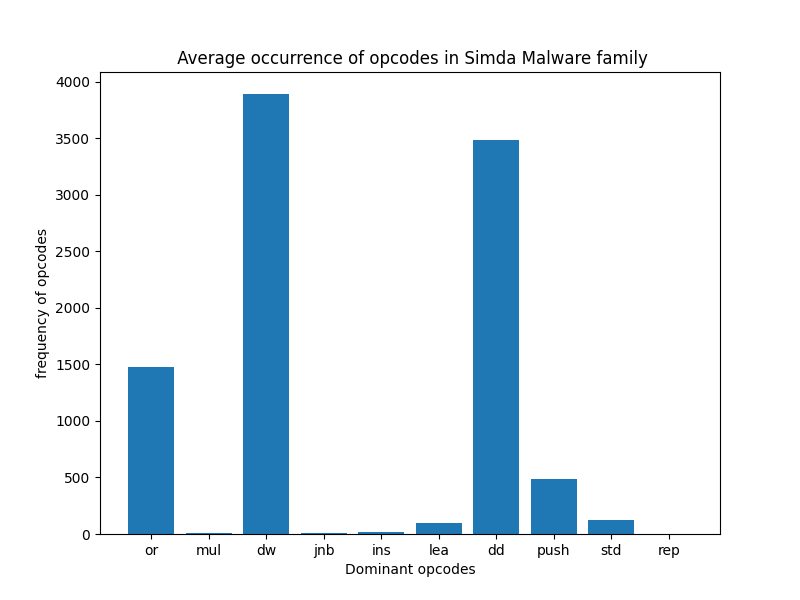 Average occurrence of opcodes in Simda Malware family
4000
3500
3000
2500
2000
1500
1000
500
0
frequency of opcodes
or mul dw jnb ins lea dd push std rep
Dominant opcodes